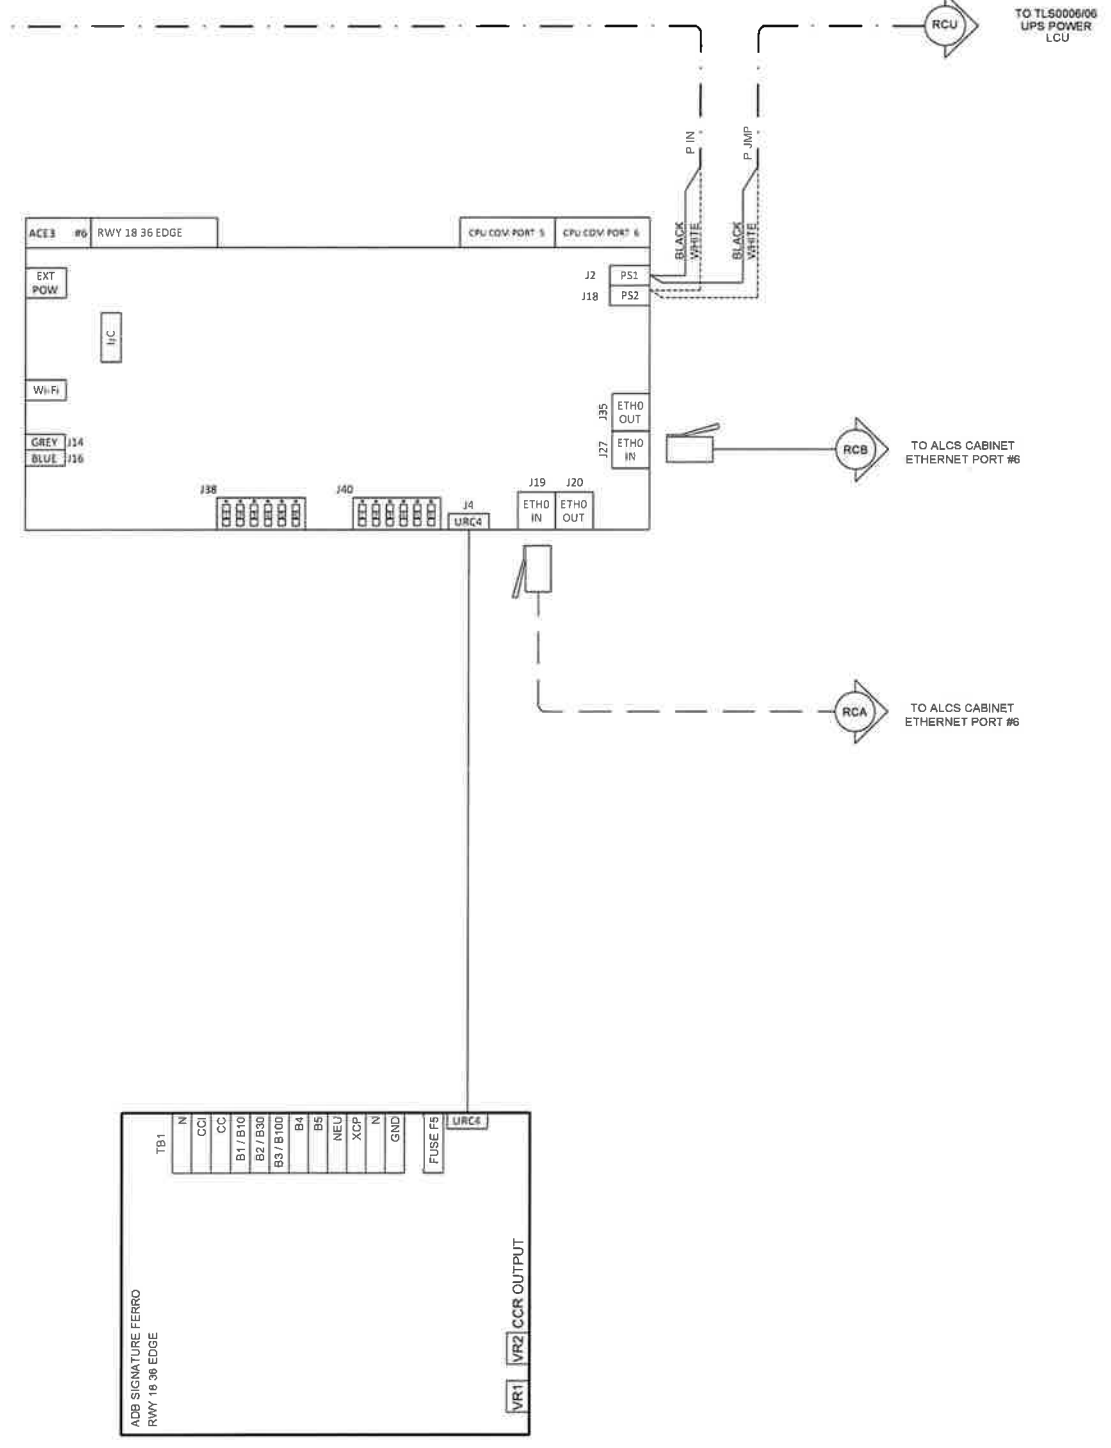 RCU
TO TLS0006/06
UPS POWER
LCU
P IN
P JMP
BLACK
WHITE
BLACK
WHITE
ACE3 #6 RWY 18 36 EDGE
CPU COM PORT 5
CPU COM PORT 6
EXT
POW
J2 PS1
J18 PS2
I2C
Wi-Fi
J35
ETH0
OUT
J27
ETH0
IN
GREY J14
BLUE J16
RCB
TO ALCS CABINET
ETHERNET PORT #6
J38
J40
J4
URC4
J19 J20
ETH0
IN
ETH0
OUT
RCA
TO ALCS CABINET
ETHERNET PORT #6
TB1
N
CCI
CC
B1 / B10
B2 / B30
B3 / B100
B4
B5
NEU
XCP
N
GND
FUSE F5
URC4
ADB SIGNATURE FERRO
RWY 18 36 EDGE
VR1
VR2
CCR OUTPUT